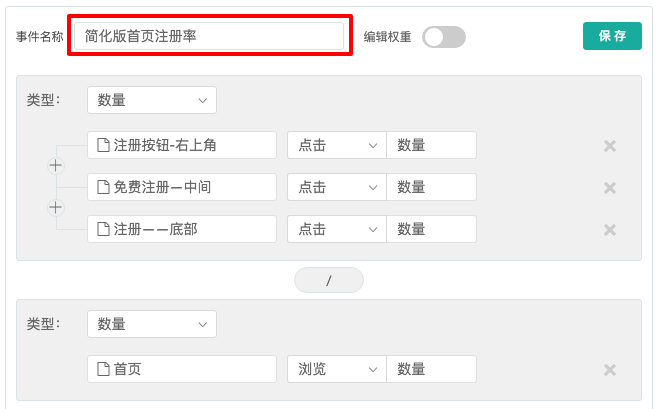 事件名称 简化版首页注册率 编辑权重 保存
类型： 数量
注册按钮-右上角 点击 数量
免费注册—中间 点击 数量
注册——底部 点击 数量
/
类型： 数量
首页 浏览 数量